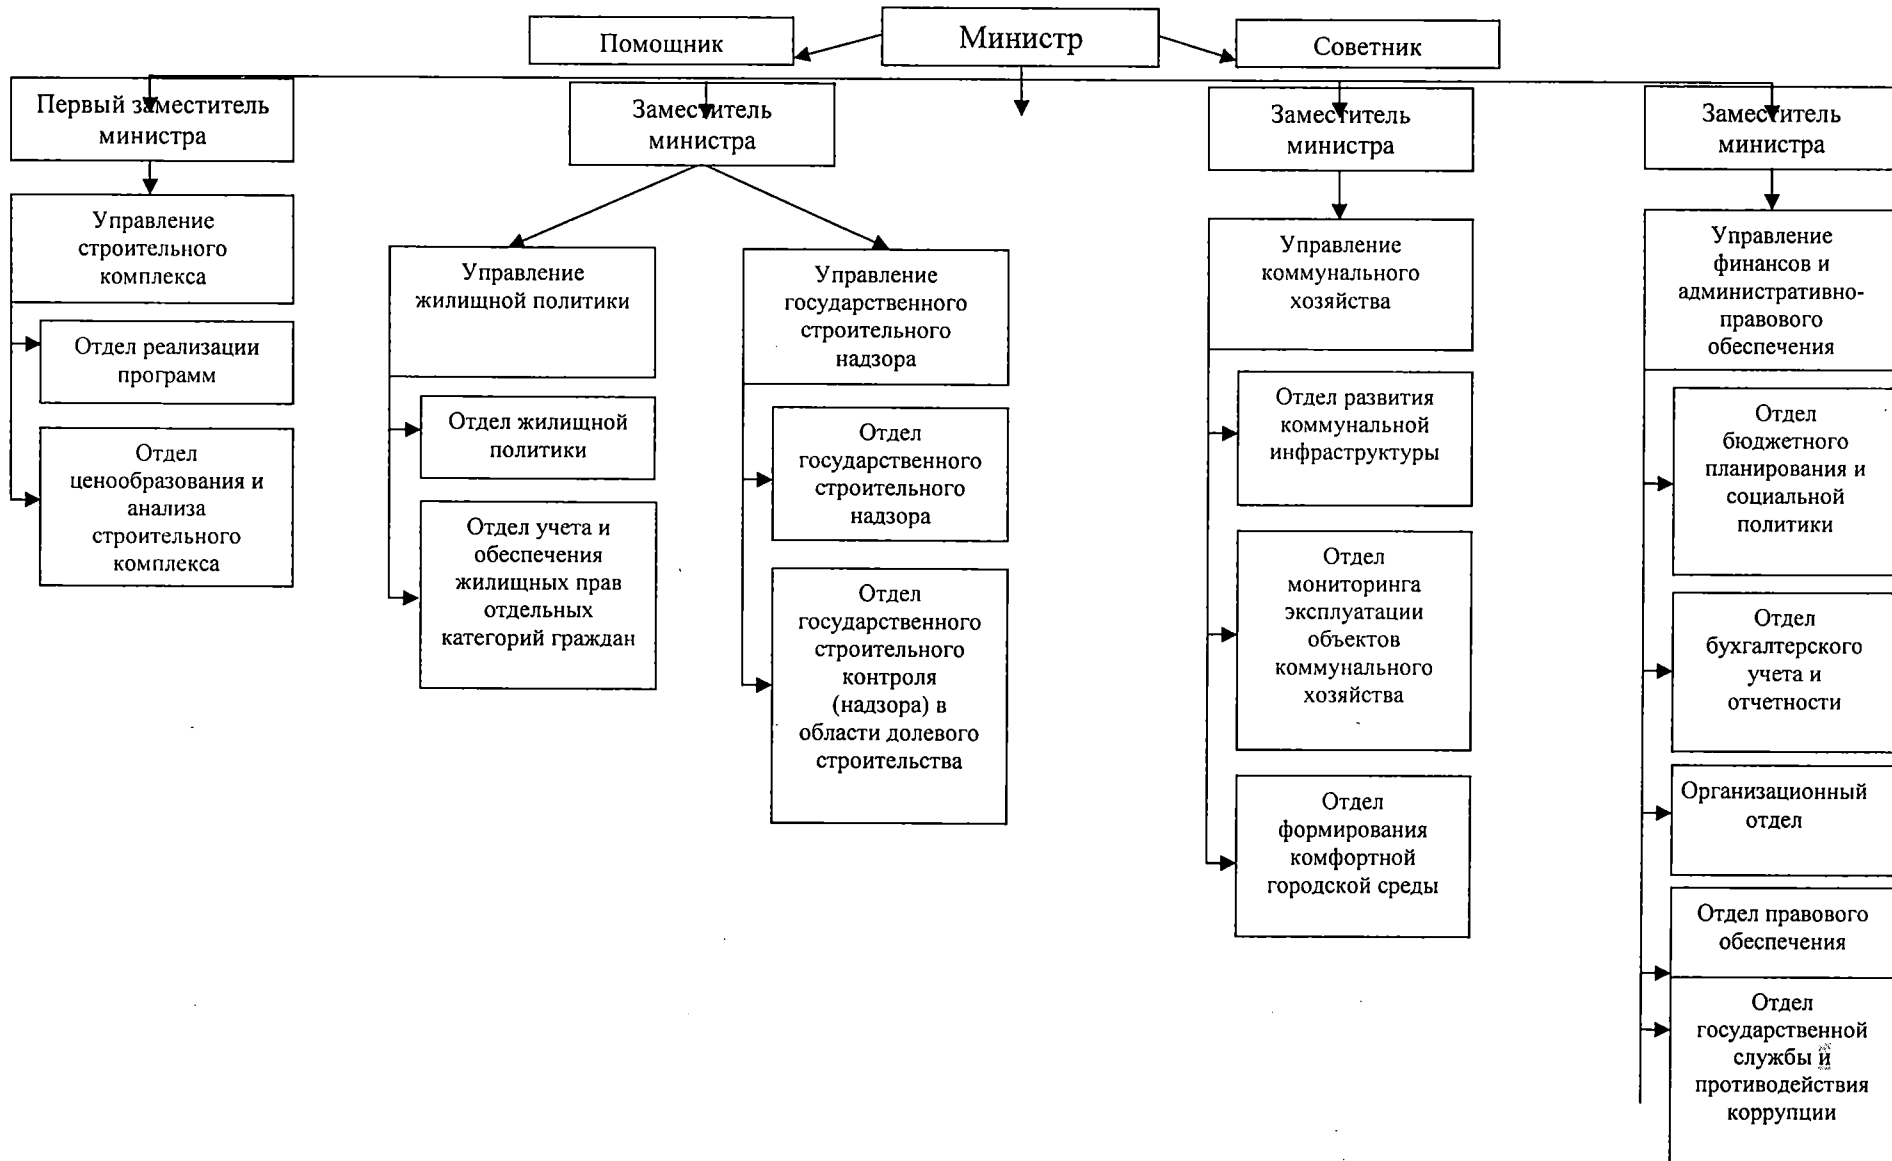 Министр
Помощник
Советник
Первый заместитель
министра
Управление
строительного
комплекса
Отдел реализации
программ
Отдел
ценообразования и
анализа
строительного
комплекса
Заместитель
министра
Управление
жилищной политики
Отдел жилищной
политики
Отдел учета и
обеспечения
жилищных прав
отдельных
категорий граждан
Управление
государственного
строительного
надзора
Отдел
государственного
строительного
надзора
Отдел
государственного
строительного
контроля
(надзора) в
области долевого
строительства
Заместитель
министра
Управление
коммунального
хозяйства
Отдел развития
коммунальной
инфраструктуры
Отдел
мониторинга
эксплуатации
объектов
коммунального
хозяйства
Отдел
формирования
комфортной
городской среды
Заместитель
министра
Управление
финансов и
административно-
правового
обеспечения
Отдел
бюджетного
планирования и
социальной
политики
Отдел
бухгалтерского
учета и
отчетности
Организационный
отдел
Отдел правового
обеспечения
Отдел
государственной
службы и
противодействия
коррупции